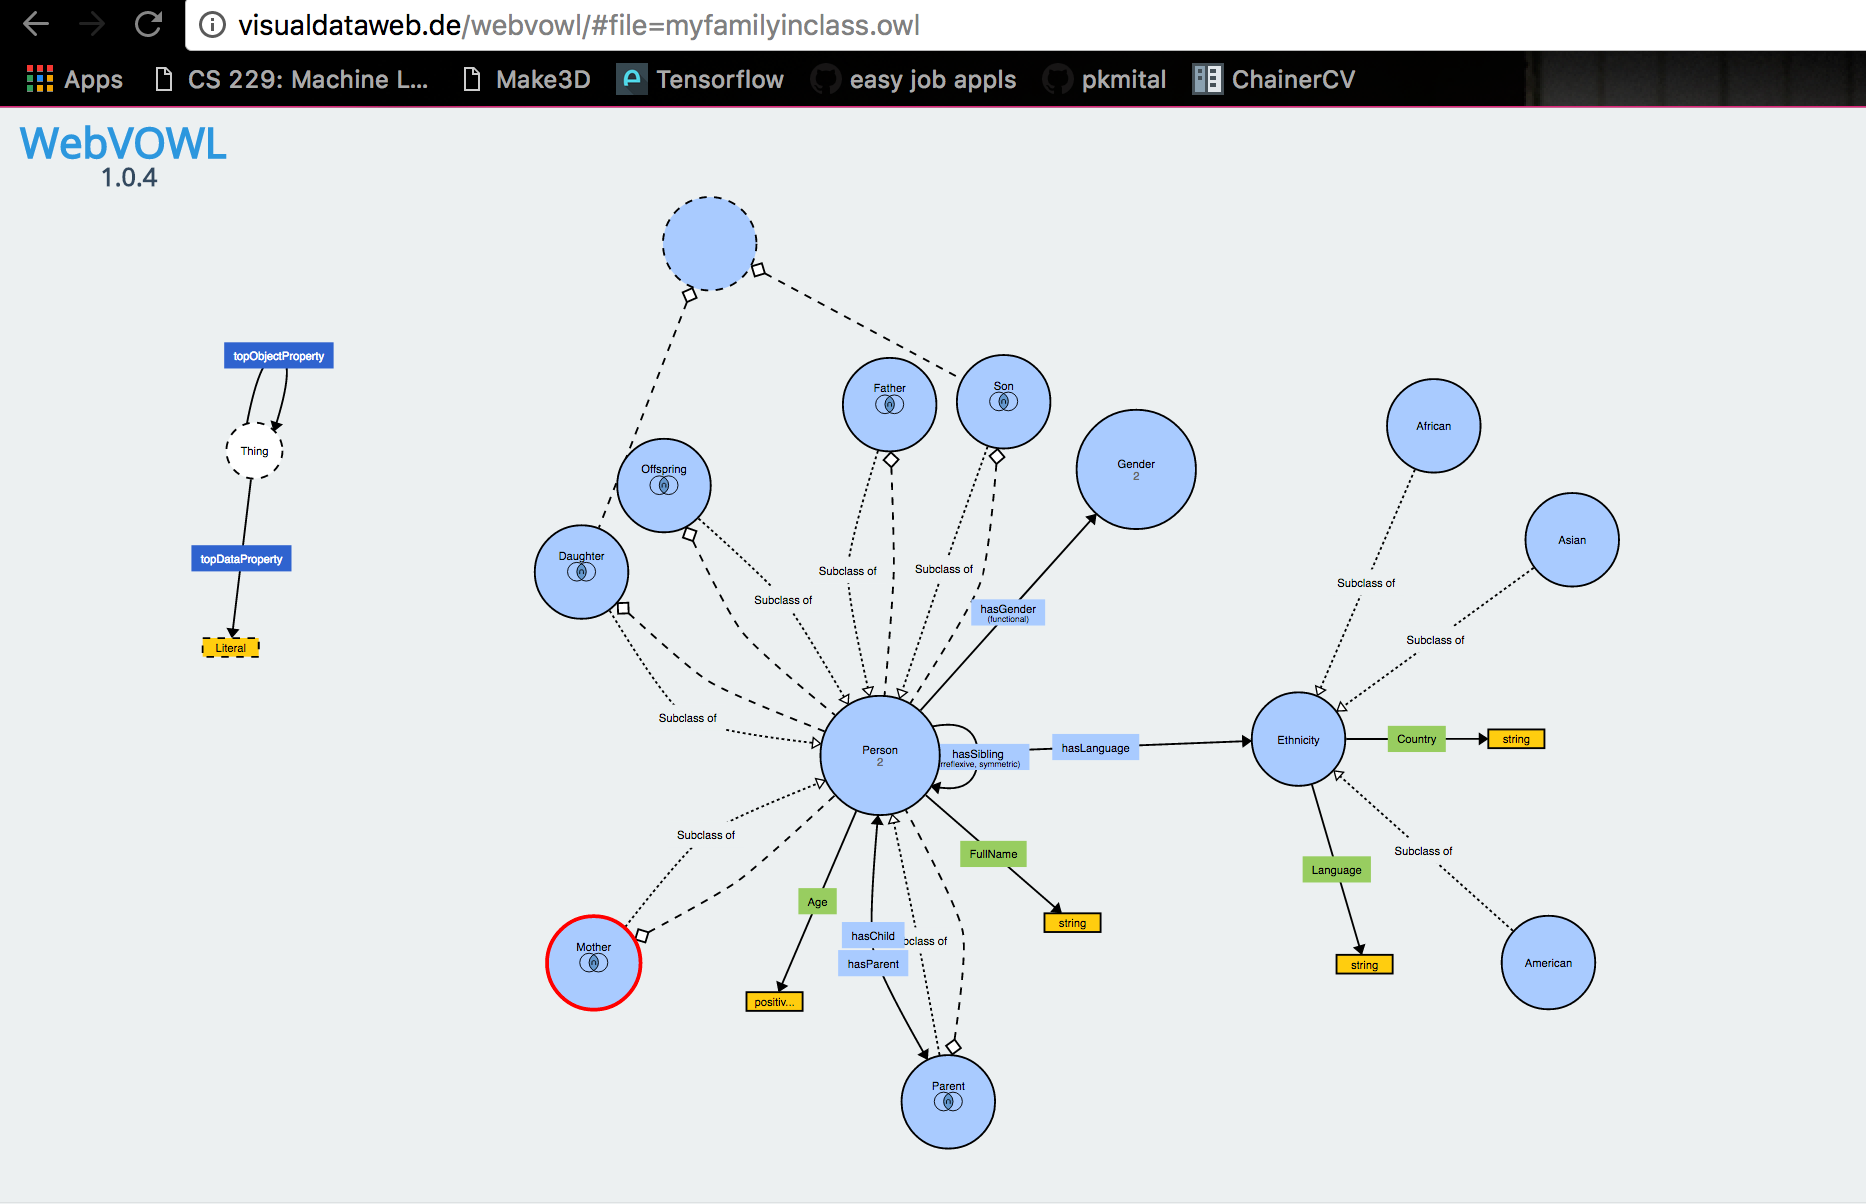 visualdataweb.de/webvowl/#file=myfamilyinclass.owl
Apps
CS 229: Machine L...
Make3D
Tensorflow
easy job appls
pkmital
ChainerCV
WebVOWL
1.0.4
topObjectProperty
Thing
topDataProperty
Literal
Father
Son
Gender
2
African
Offspring
Asian
Daughter
Subclass of
Subclass of
Subclass of
hasGender
(functional)
Subclass of
Subclass of
Subclass of
Subclass of
Person
2
hasSibling
rreflexive, symmetric)
hasLanguage
Ethnicity
Country
string
Subclass of
FullName
Subclass of
Language
Age
string
hasChild
bclass of
hasParent
Mother
string
American
positiv...
Parent